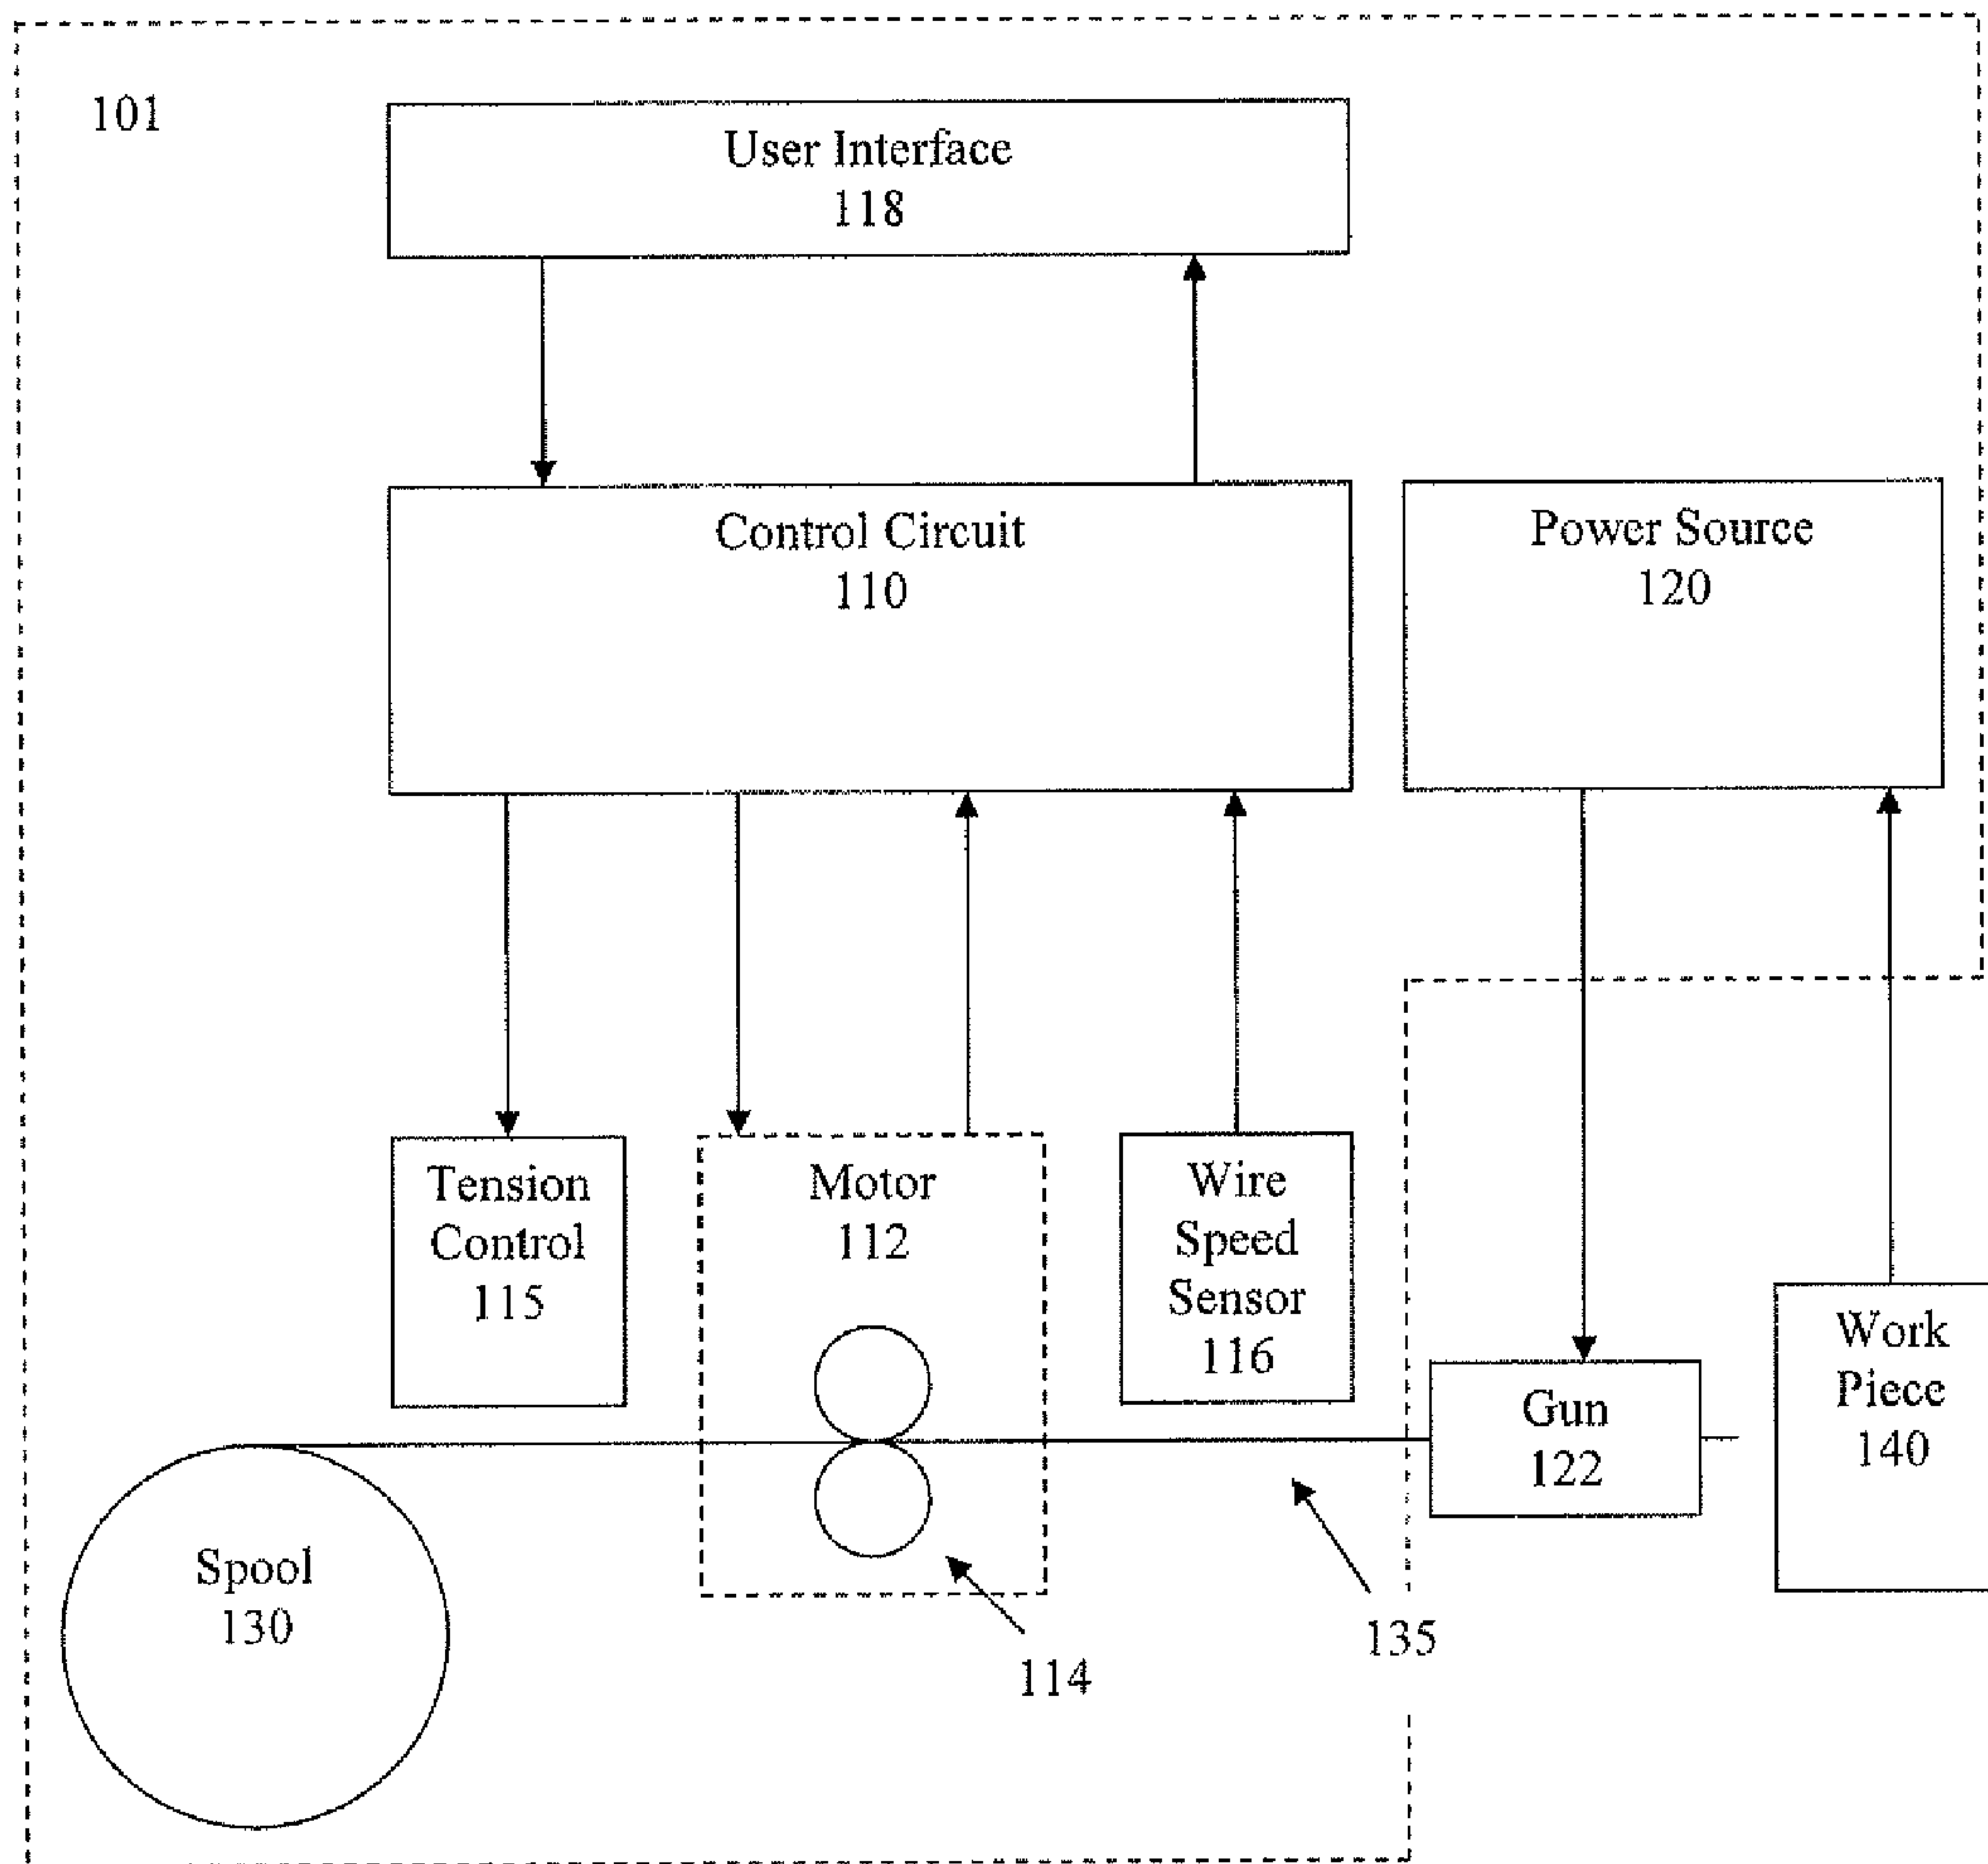 101
User Interface
118
Control Circuit
110
Power Source
120
Tension
Control
115
Motor
112
Wire
Speed
Sensor
116
Gun
122
Work
Piece
140
Spool
130
114
135